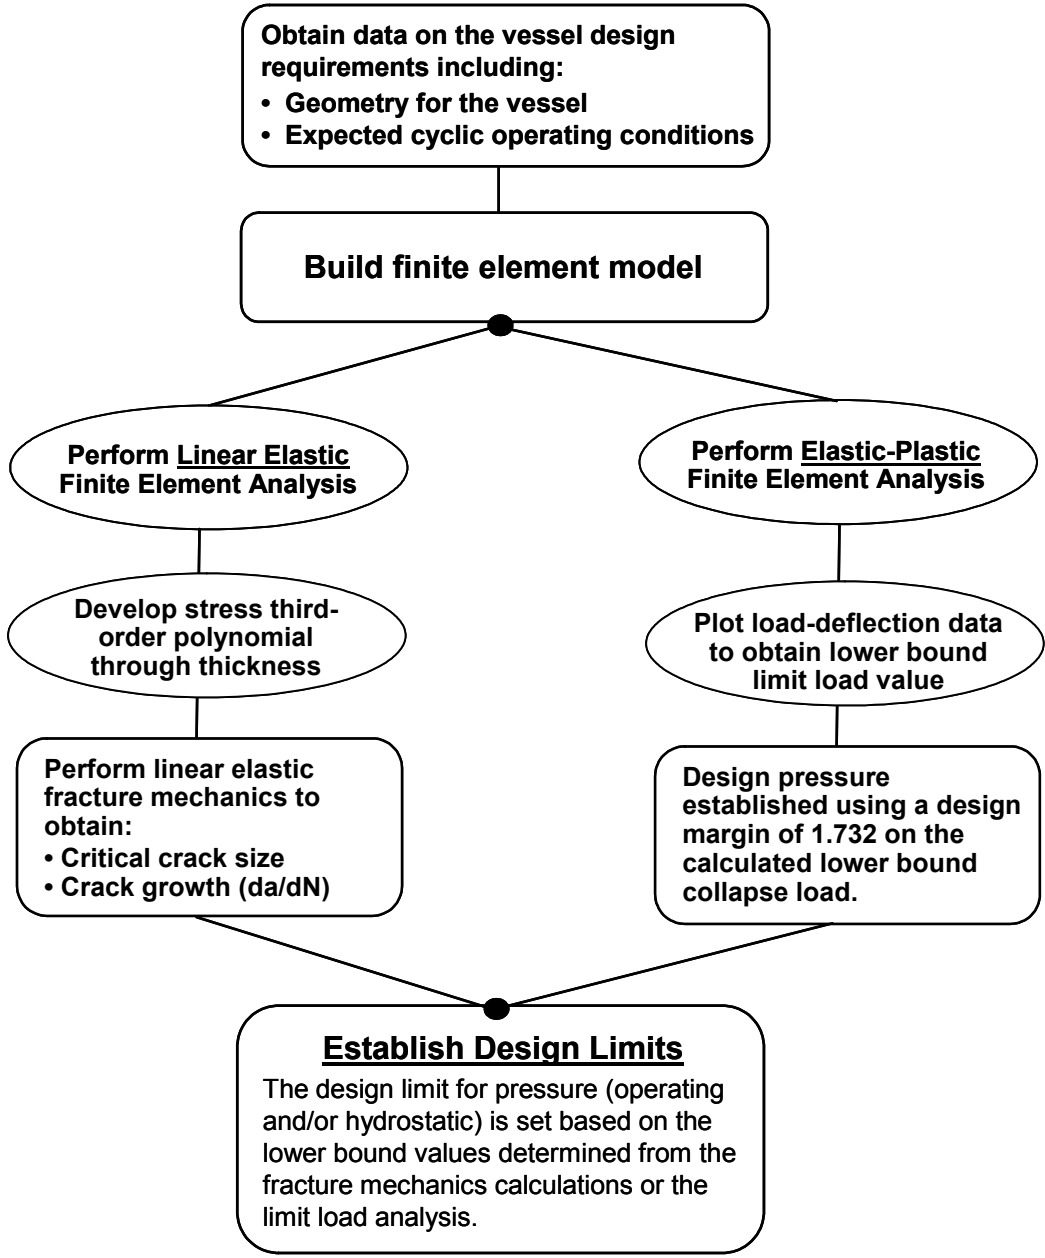 Obtain data on the vessel design
requirements including:
• Geometry for the vessel
• Expected cyclic operating conditions
Build finite element model
Perform Linear Elastic
Finite Element Analysis
Develop stress third-
order polynomial
through thickness
Perform linear elastic
fracture mechanics to
obtain:
• Critical crack size
• Crack growth (da/dN)
Perform Elastic-Plastic
Finite Element Analysis
Plot load-deflection data
to obtain lower bound
limit load value
Design pressure
established using a design
margin of 1.732 on the
calculated lower bound
collapse load.
Establish Design Limits
The design limit for pressure (operating
and/or hydrostatic) is set based on the
lower bound values determined from the
fracture mechanics calculations or the
limit load analysis.